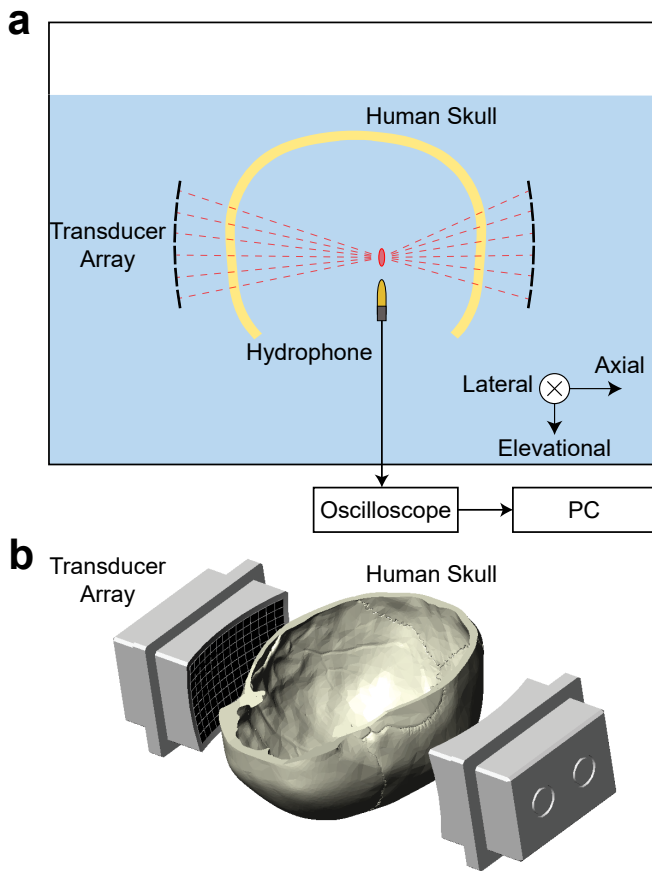 a
Human Skull
Transducer
Array
Hydrophone
Lateral
Axial
Elevational
Oscilloscope
PC
b
Transducer
Array
Human Skull